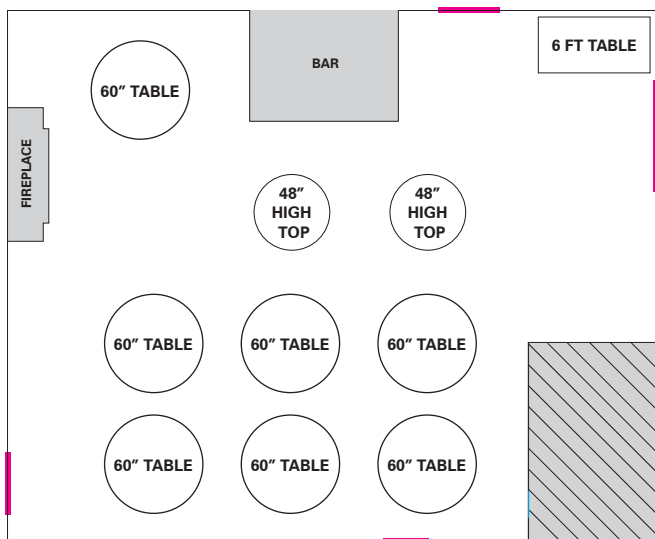 BAR
6 FT TABLE
60” TABLE
FIREPLACE
48”
HIGH
TOP
48”
HIGH
TOP
60” TABLE
60” TABLE
60” TABLE
60” TABLE
60” TABLE
60” TABLE